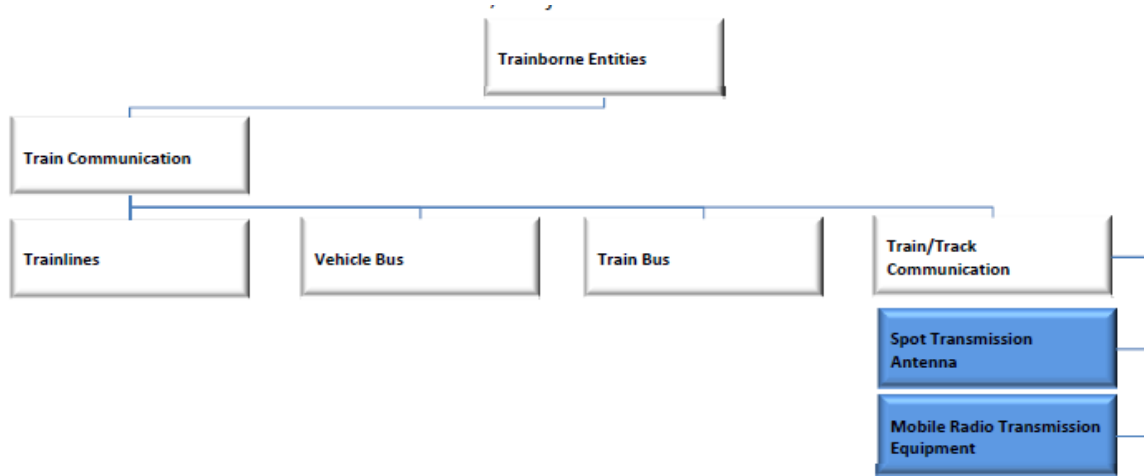 Trainborne Entities
Train Communication
Trainlines
Vehicle Bus
Train Bus
Train/Track
Communication
Spot Transmission
Antenna
Mobile Radio Transmission
Equipment